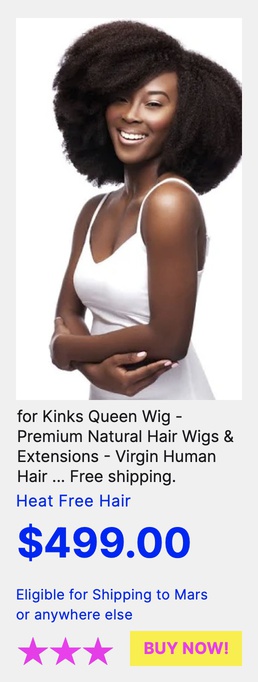 for Kinks Queen Wig -
Premium Natural Hair Wigs &
Extensions - Virgin Human
Hair ... Free shipping.
Heat Free Hair
$499.00
Eligible for Shipping to Mars
or anywhere else
BUY NOW!